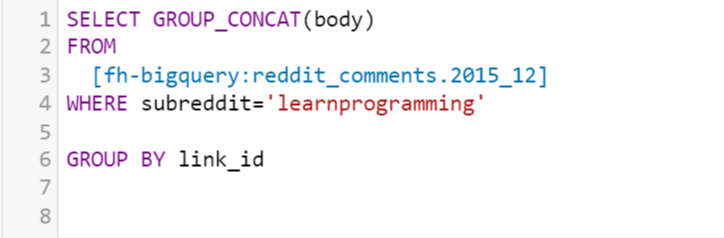 1 SELECT GROUP_CONCAT(body)
2 FROM
3 [fh-bigquery:reddit_comments.2015_12]
4 WHERE subreddit='learnprogramming'
5
6 GROUP BY link_id
7
8